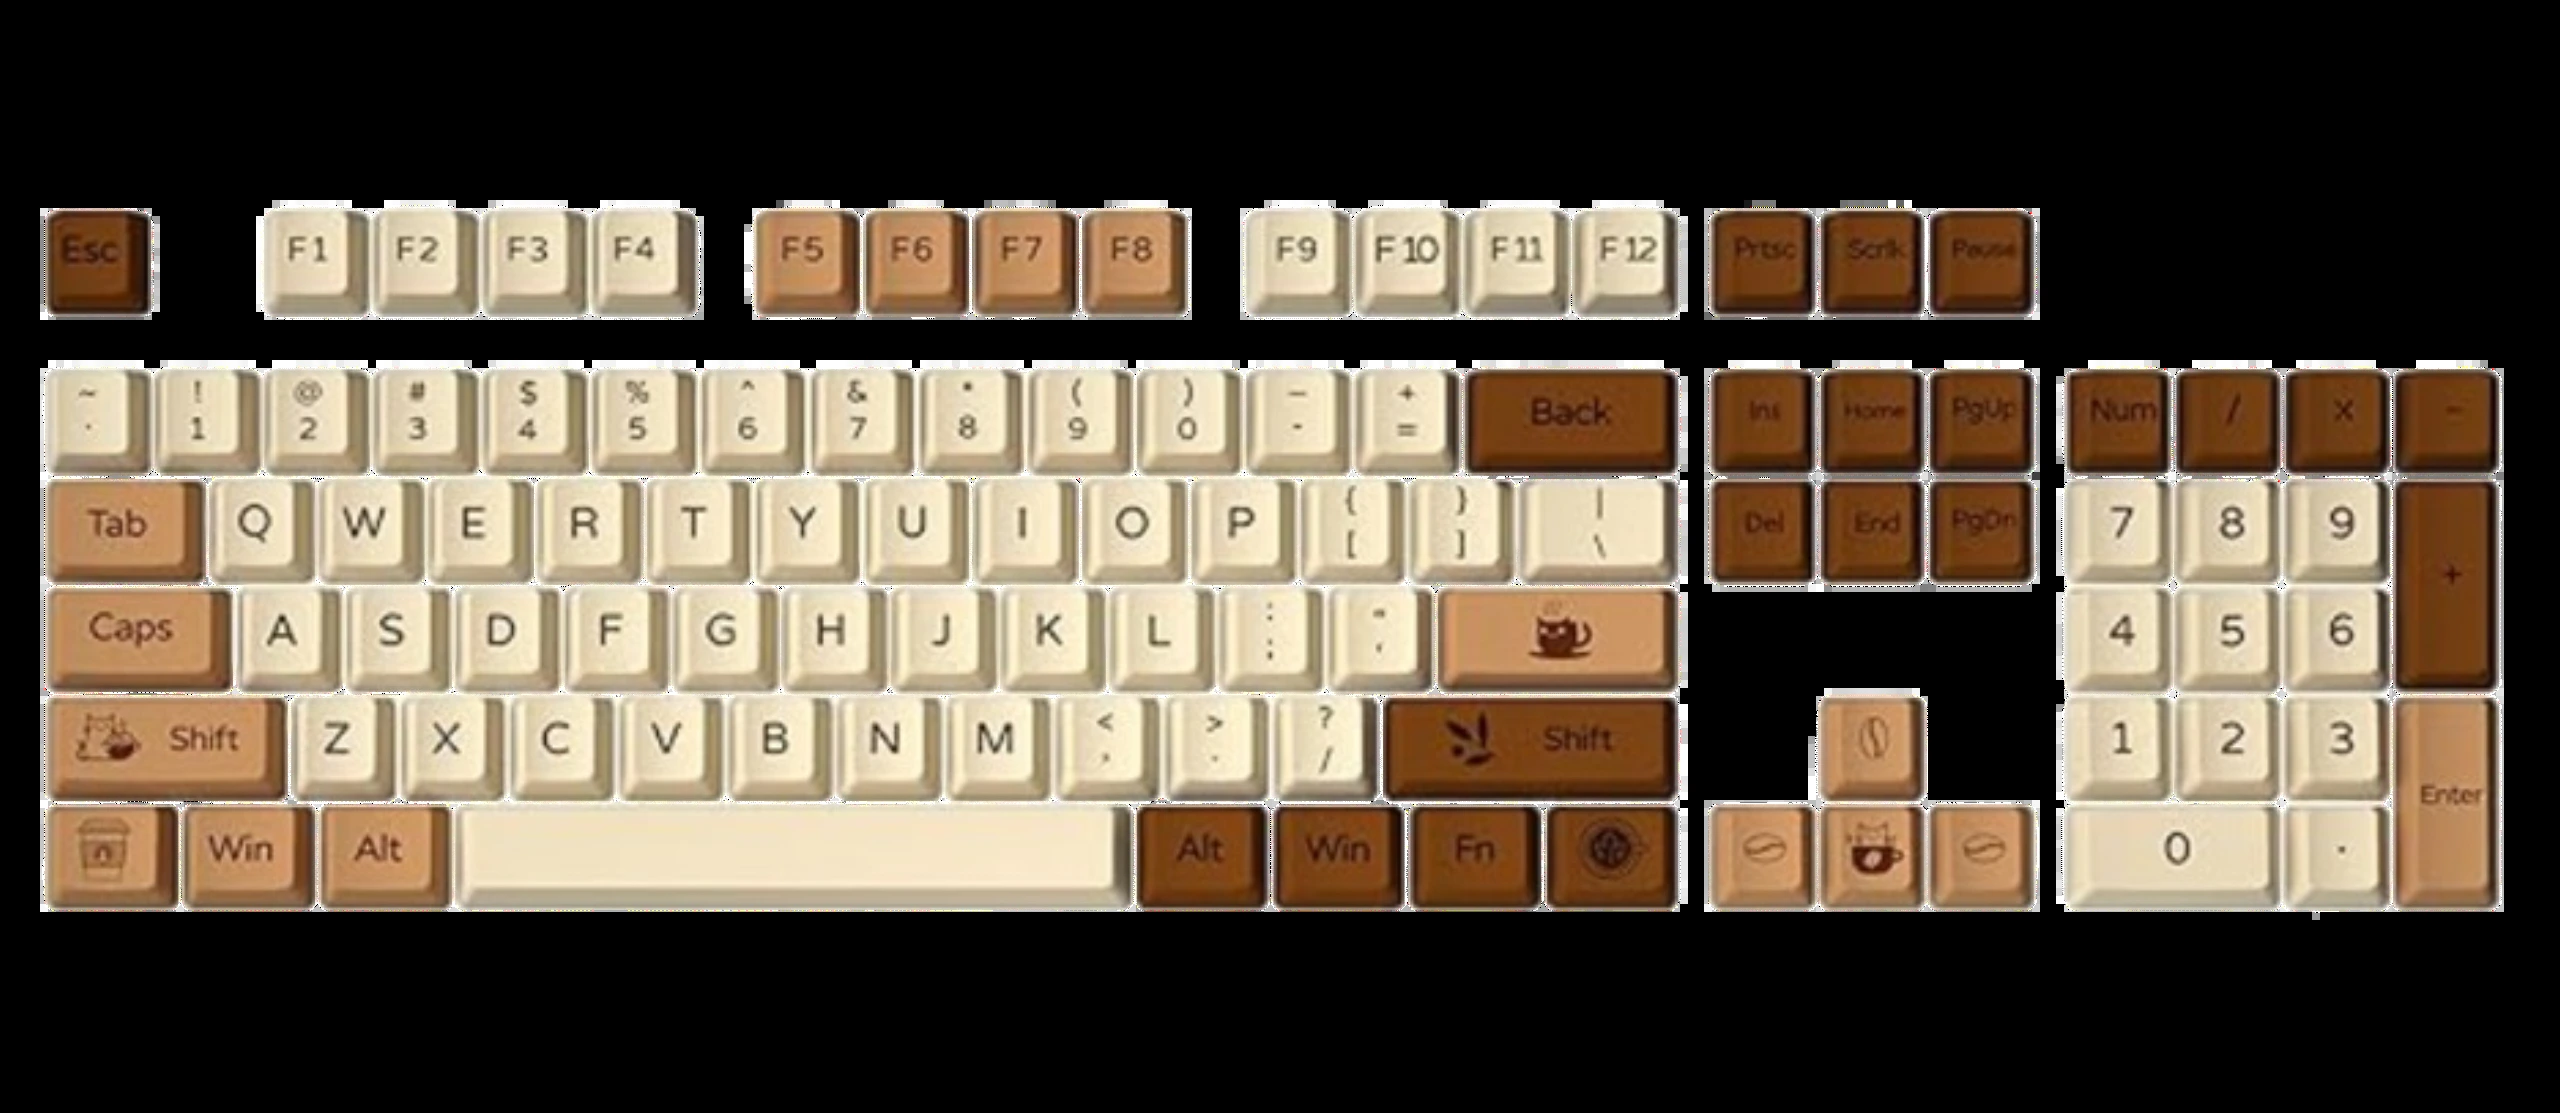 Esc F1 F2 F3 F4 F5 F6 F7 F8 F9 F10 F11 F12 Prtsc Scrlk Pause
~ ! @ # $ % ^ & * ( ) — +
· 1 2 3 4 5 6 7 8 9 0 - = Back Ins Home PgUp Num / x -
Tab Q W E R T Y U I O P { [ } ] | \ Del End PgDn 7 8 9 +
Caps A S D F G H J K L : ; " ' 4 5 6
Shift Z X C V B N M < , > . ? / Shift 1 2 3 Enter
Win Alt Alt Win Fn 0 .